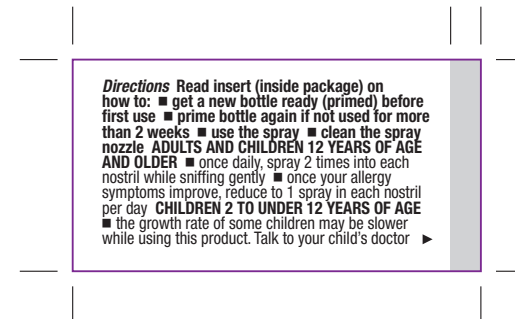 Directions Read insert (inside package) on
how to: ■ get a new bottle ready (primed) before
first use ■ prime bottle again if not used for more
than 2 weeks ■ use the spray ■ clean the spray
nozzle ADULTS AND CHILDREN 12 YEARS OF AGE
AND OLDER ■ once daily, spray 2 times into each
nostril while sniffing gently ■ once your allergy
symptoms improve, reduce to 1 spray in each nostril
per day CHILDREN 2 TO UNDER 12 YEARS OF AGE
■ the growth rate of some children may be slower
while using this product. Talk to your child's doctor ►